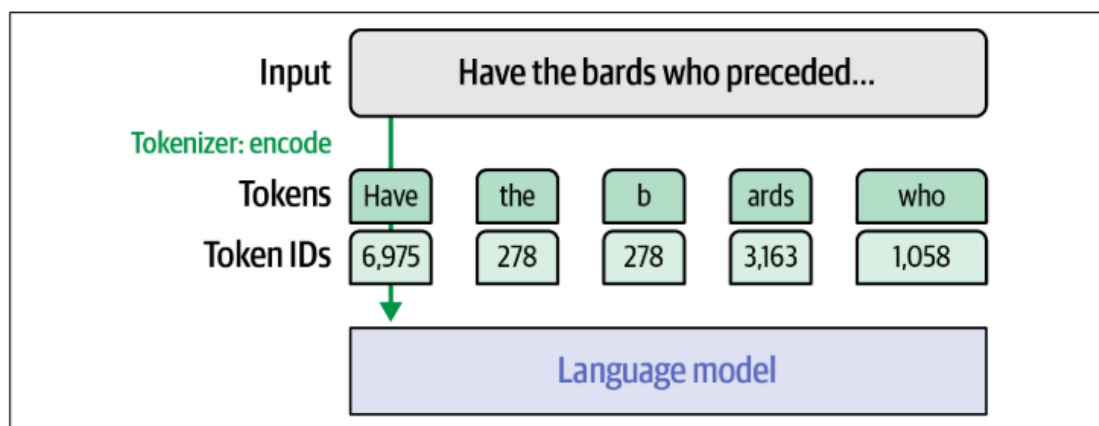 Input Have the bards who preceded...
Tokenizer: encode
Tokens Have the b ards who
Token IDs 6,975 278 278 3,163 1,058
Language model